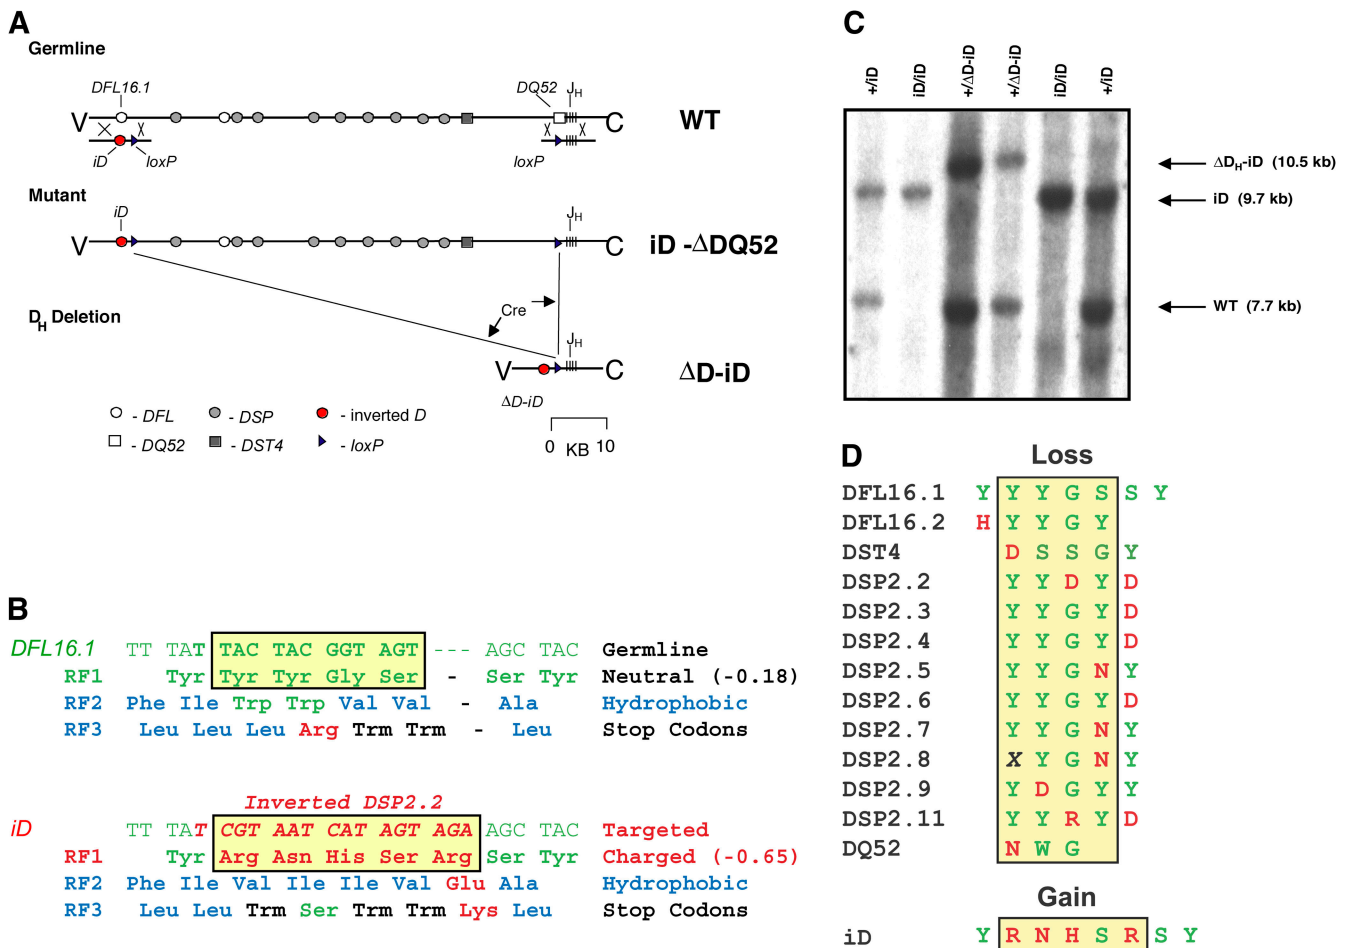 A
Germline
DFL16.1
DQ52
J_H
V
C
WT
iD
loxP
loxP
Mutant
iD
J_H
V
C
iD -ΔDQ52
Cre
D_H Deletion
J_H
V
C
ΔD-iD
ΔD-iD
- DFL
- DSP
- inverted D
- DQ52
- DST4
- loxP
0 KB 10
B
DFL16.1 TT TAT TAC TAC GGT AGT --- AGC TAC Germline
RF1 Tyr Tyr Tyr Gly Ser - Ser Tyr Neutral (-0.18)
RF2 Phe Ile Trp Trp Val Val - Ala Hydrophobic
RF3 Leu Leu Leu Arg Trm Trm - Leu Stop Codons
Inverted DSP2.2
iD TT TAT CGT AAT CAT AGT AGA AGC TAC Targeted
RF1 Tyr Arg Asn His Ser Arg Ser Tyr Charged (-0.65)
RF2 Phe Ile Val Ile Ile Val Glu Ala Hydrophobic
RF3 Leu Leu Trm Ser Trm Trm Lys Leu Stop Codons
C
+/iD iD/iD +/ΔD-iD +/ΔD-iD iD/iD +/iD
ΔD_H-iD (10.5 kb)
iD (9.7 kb)
WT (7.7 kb)
D
Loss
DFL16.1 Y Y Y G S S Y
DFL16.2 H Y Y G Y
DST4 D S S G Y
DSP2.2 Y Y D Y D
DSP2.3 Y Y G Y D
DSP2.4 Y Y G Y D
DSP2.5 Y Y G N Y
DSP2.6 Y Y G Y D
DSP2.7 Y Y G N Y
DSP2.8 X Y G N Y
DSP2.9 Y D G Y Y
DSP2.11 Y Y R Y D
DQ52 N W G
Gain
iD Y R N H S R S Y